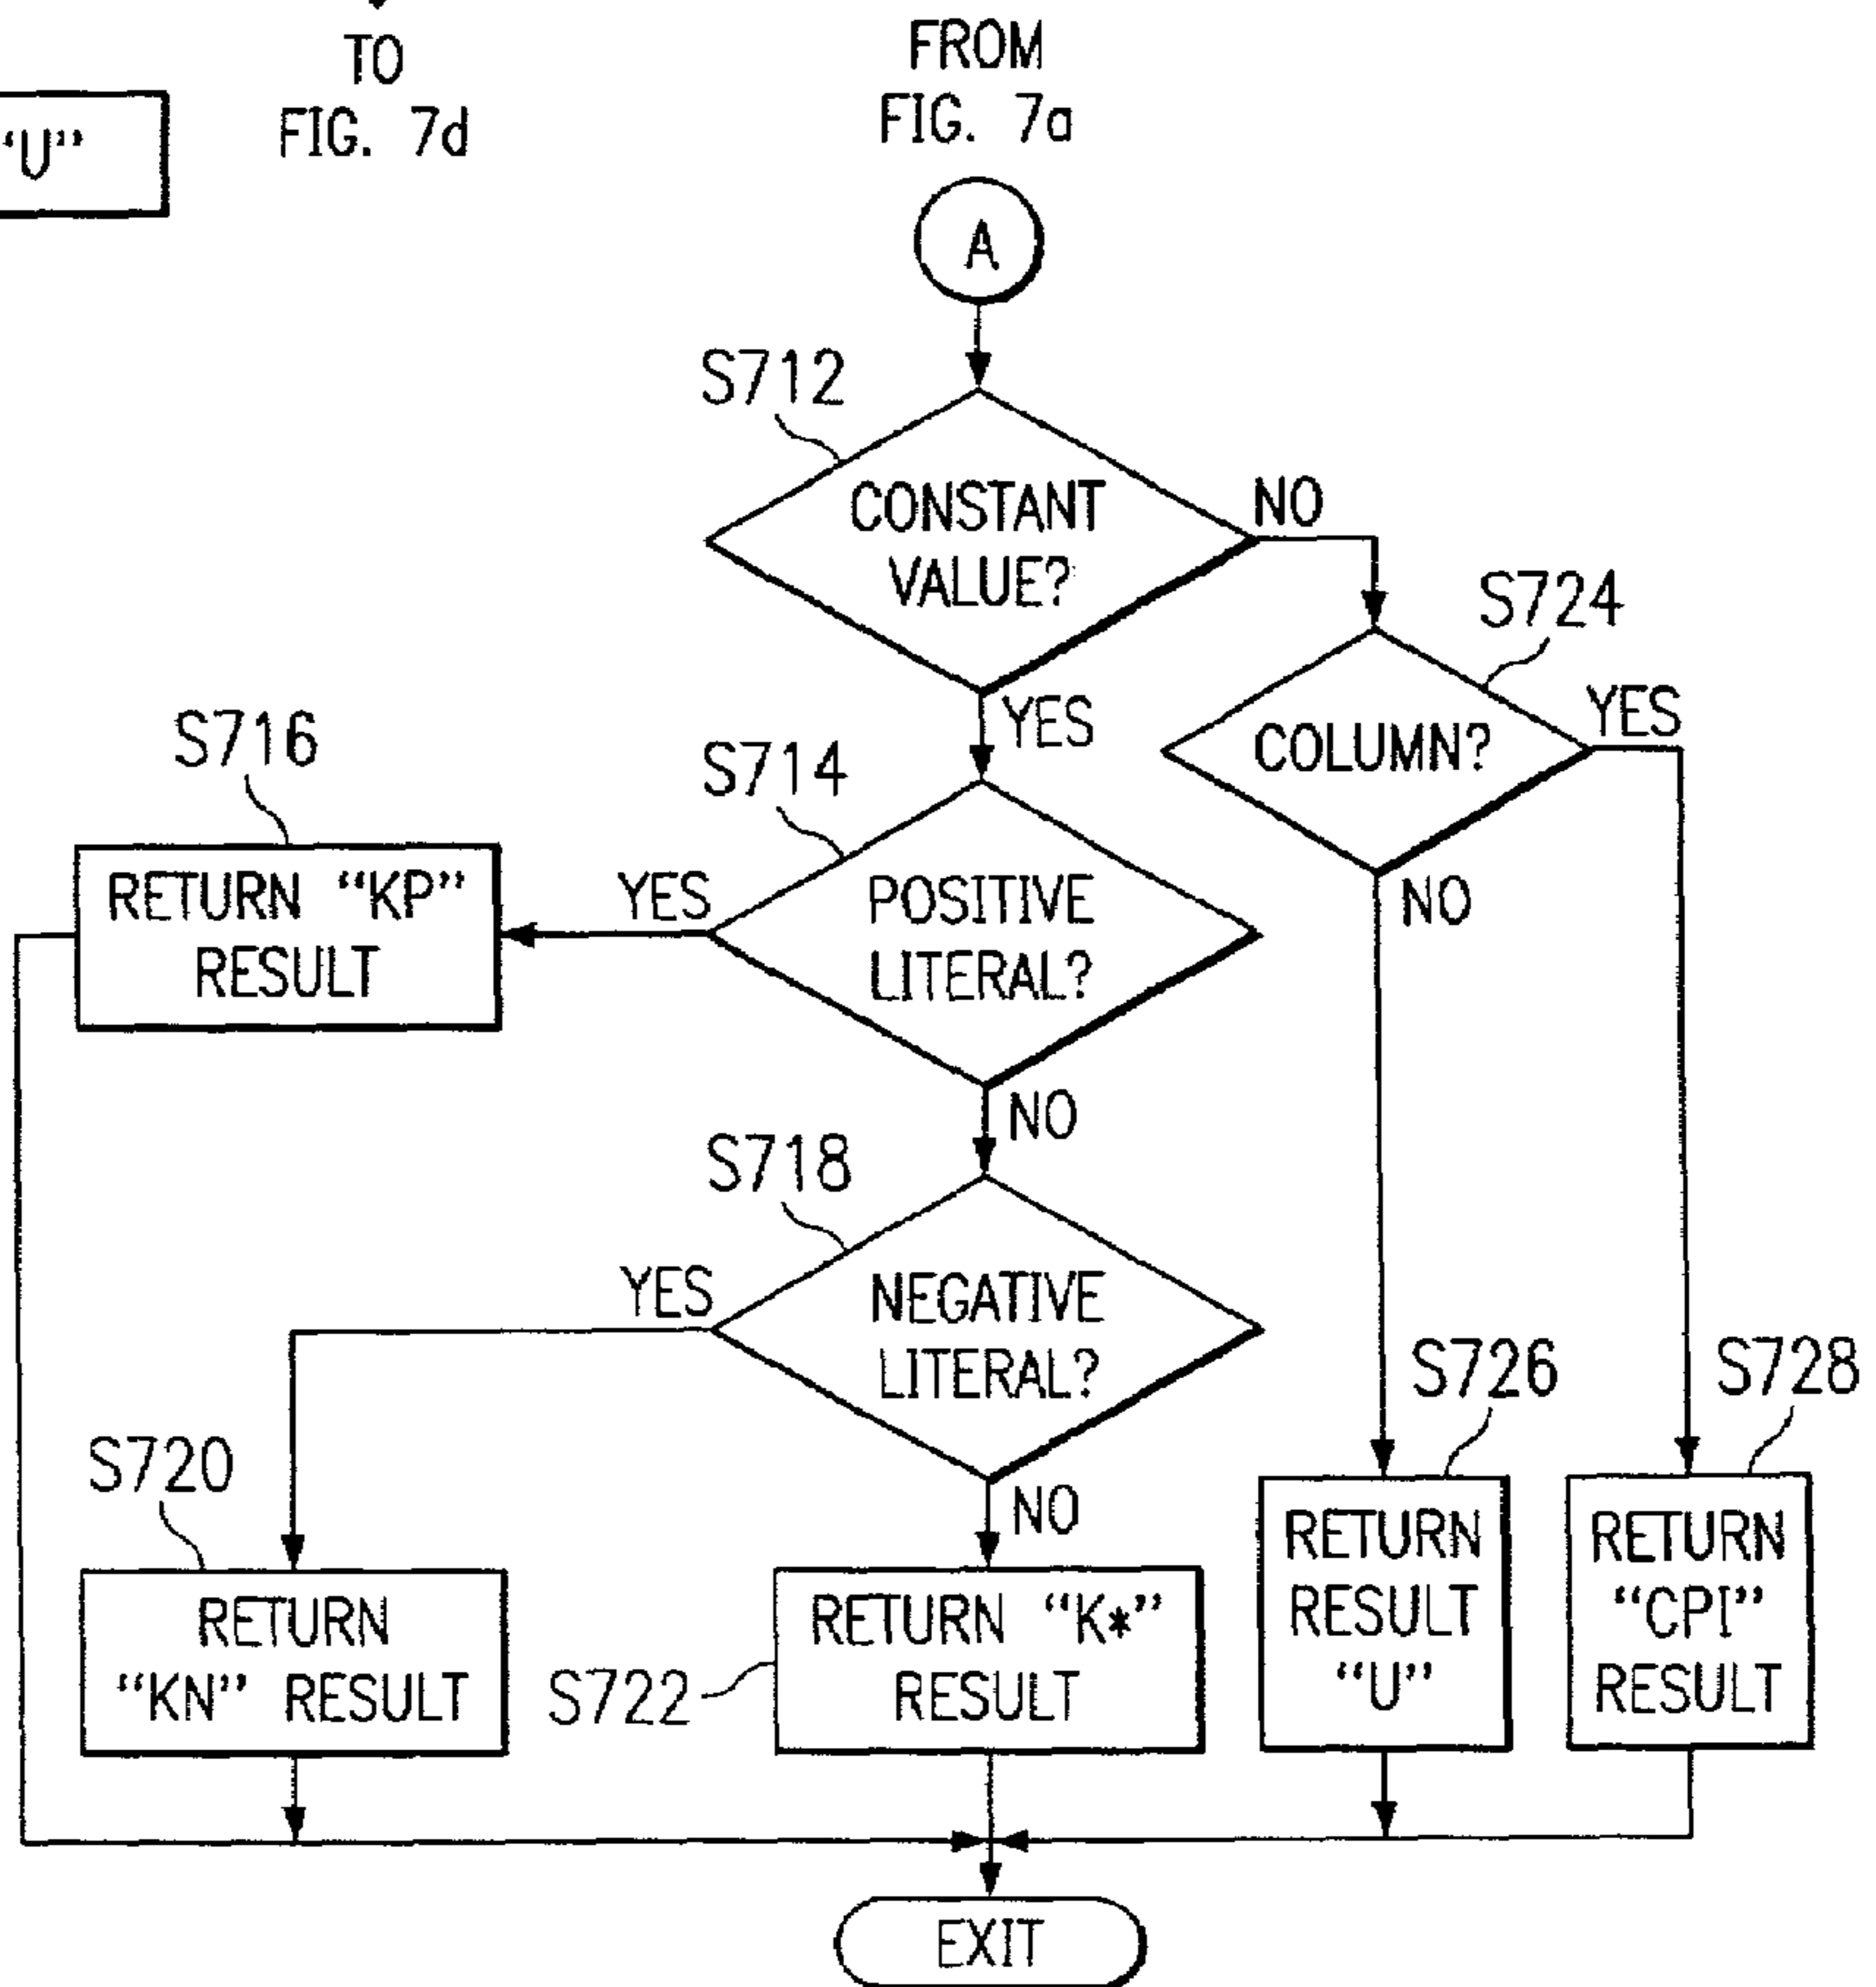 TO
FIG. 7d
"U"
FROM
FIG. 7a
A
S712
CONSTANT
VALUE?
NO
YES
S724
COLUMN?
YES
NO
S716
RETURN "KP"
RESULT
S714
YES
POSITIVE
LITERAL?
NO
S718
YES
NEGATIVE
LITERAL?
NO
S720
RETURN
"KN" RESULT
S722
RETURN "K*"
RESULT
S726
RETURN
RESULT
"U"
S728
RETURN
"CPI"
RESULT
EXIT